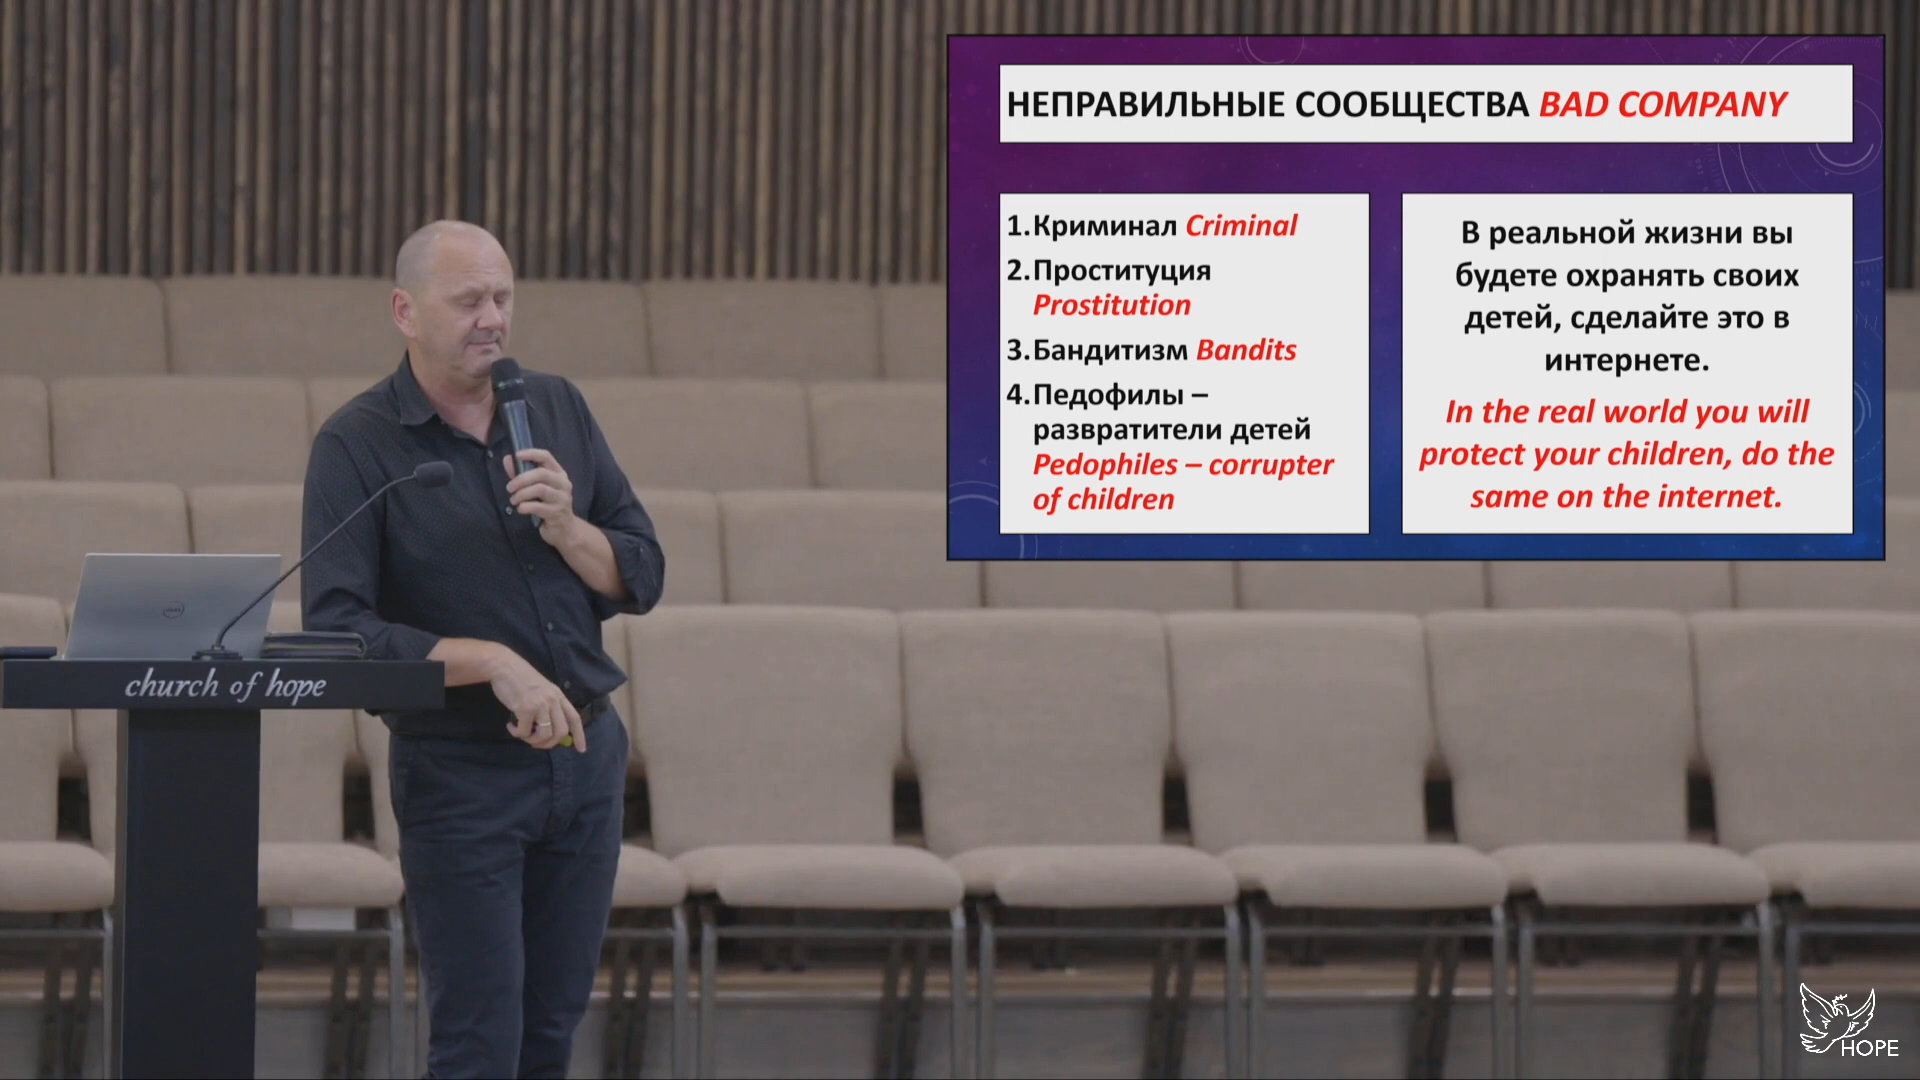 НЕПРАВИЛЬНЫЕ СООБЩЕСТВА BAD COMPANY
1. Криминал Criminal
2. Проституция
Prostitution
3. Бандитизм Bandits
4. Педофилы –
развратители детей
Pedophiles – corrupter
of children
В реальной жизни вы
будете охранять своих
детей, сделайте это в
интернете.
In the real world you will
protect your children, do the
same on the internet.
DELL
church of hope
HOPE